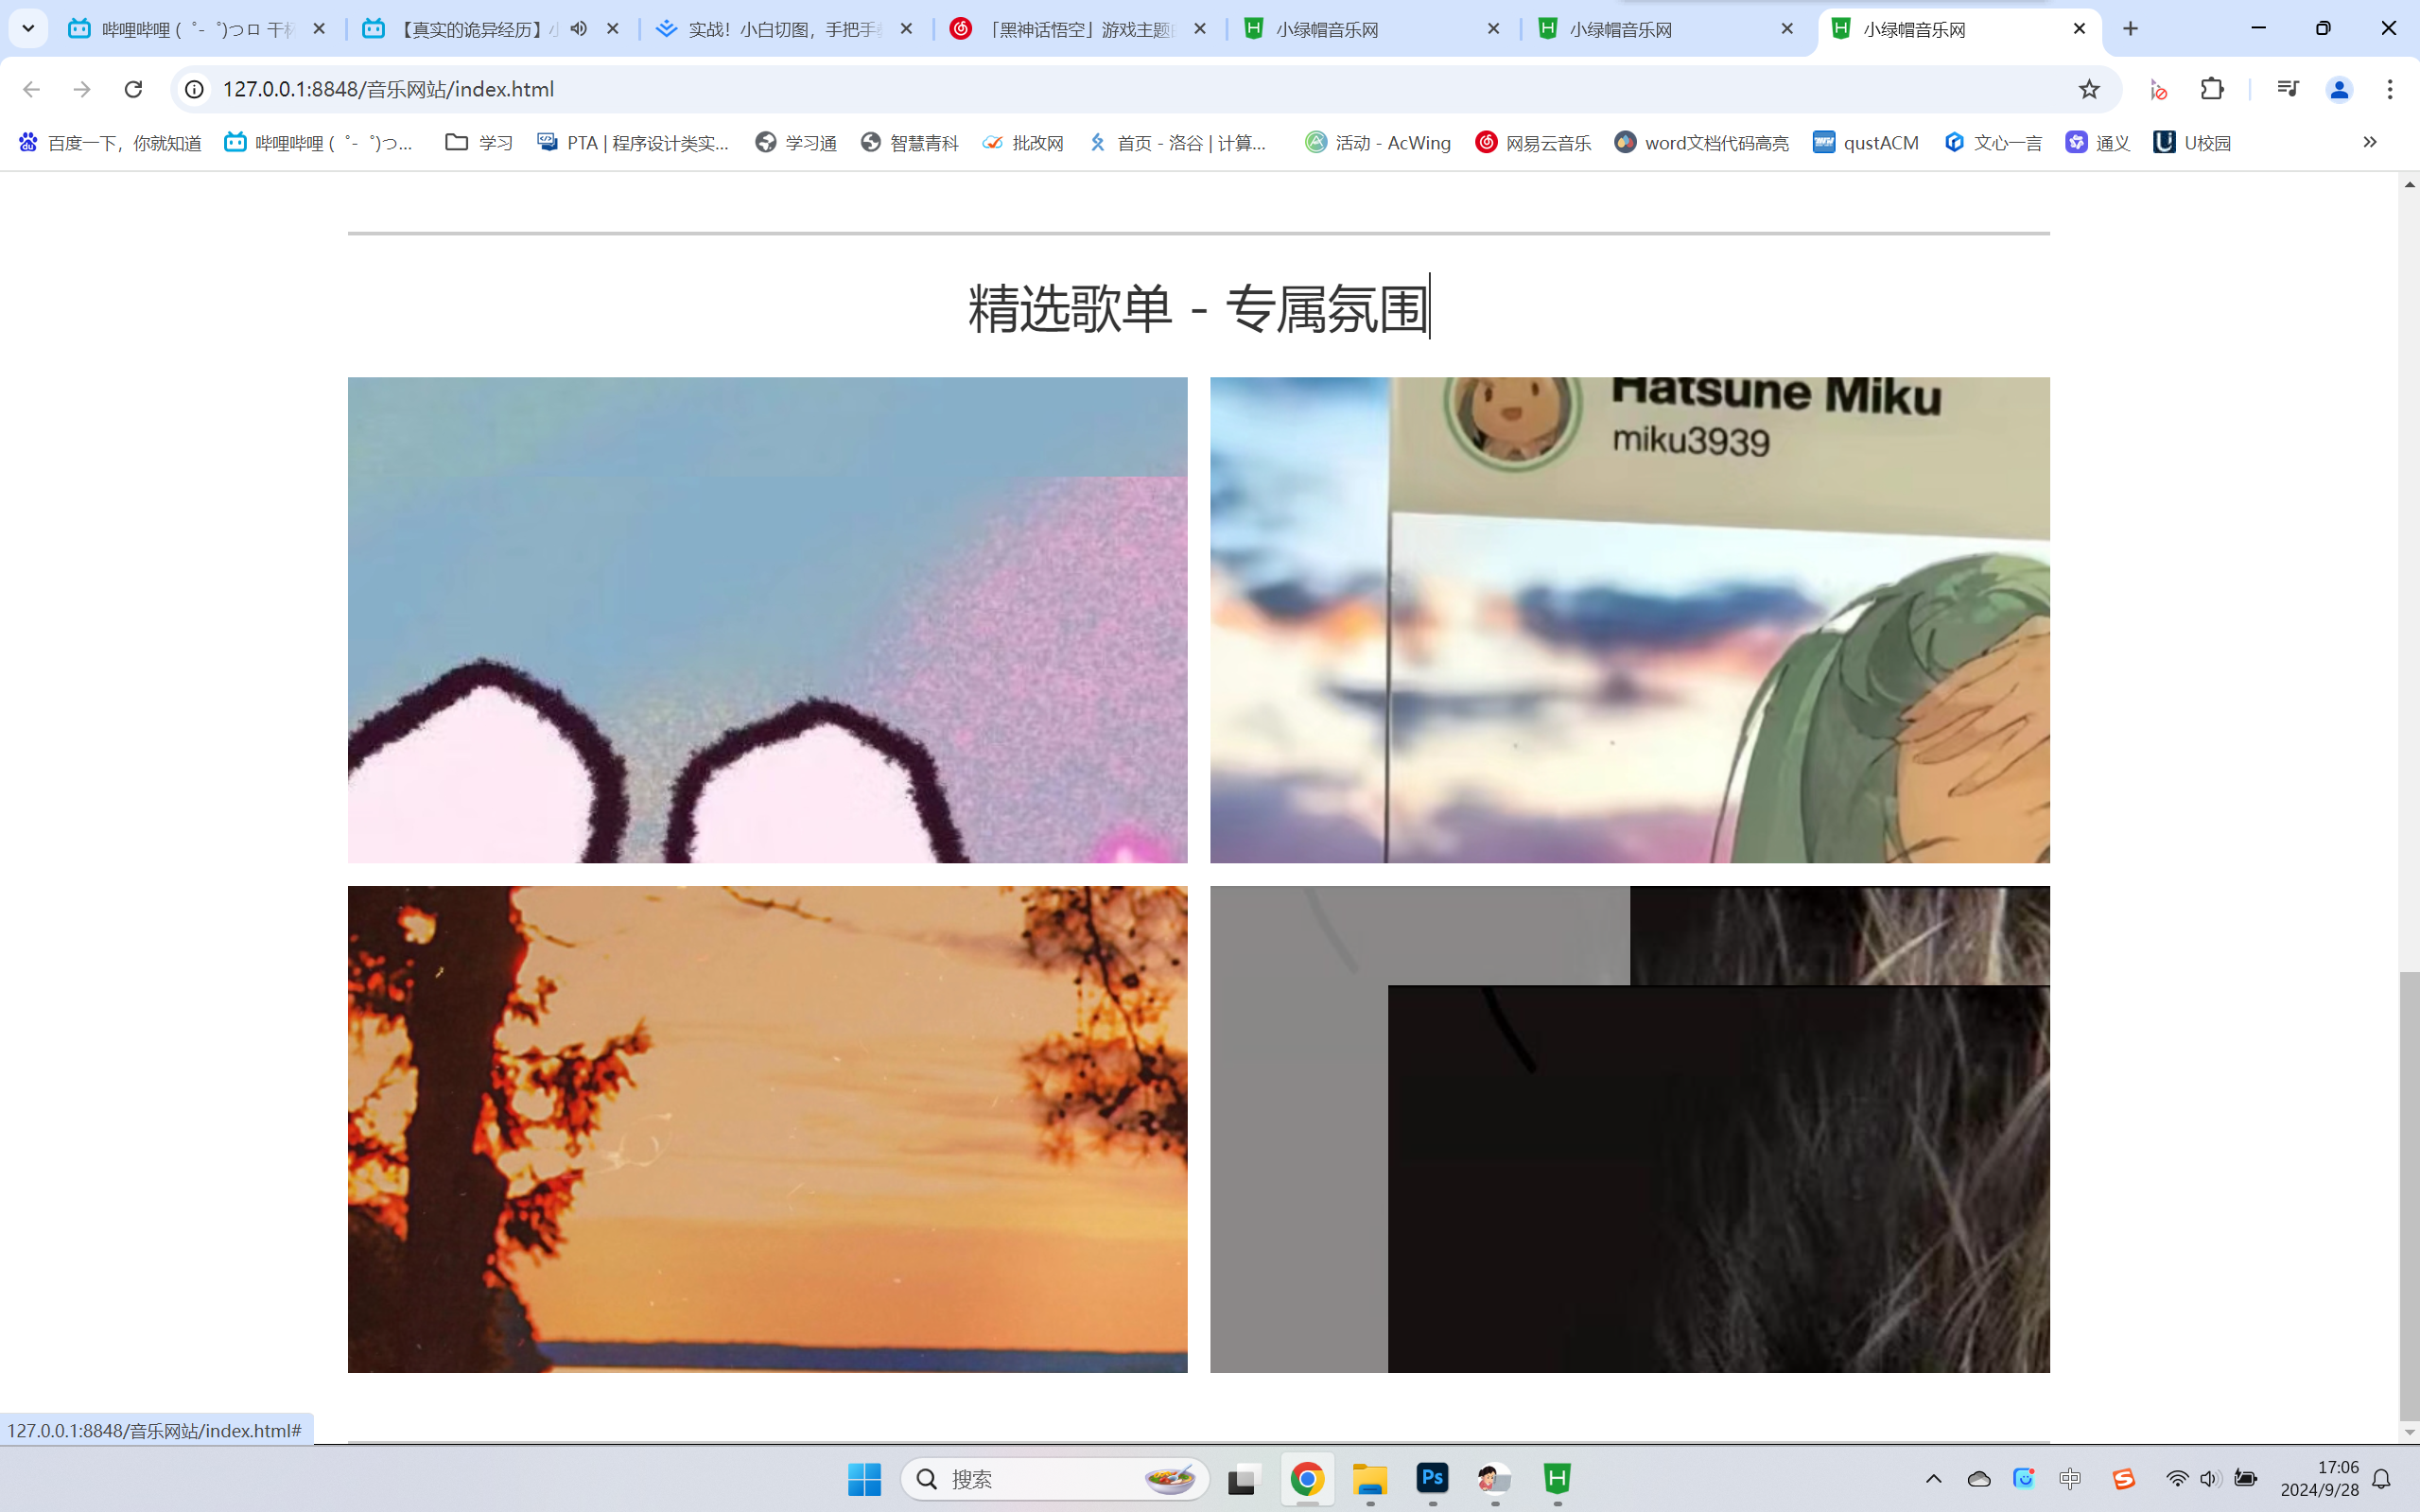 哔哩哔哩 (゜-゜)つロ 干杯
【真实的诡异经历】小
实战！小白切图，手把手
「黑神话悟空」游戏主题
小绿帽音乐网
小绿帽音乐网
小绿帽音乐网
127.0.0.1:8848/音乐网站/index.html
百度一下，你就知道
哔哩哔哩 (゜-゜)つ...
学习
PTA | 程序设计类实...
学习通
智慧青科
批改网
首页 - 洛谷 | 计算...
活动 - AcWing
网易云音乐
word文档代码高亮
qustACM
文心一言
通义
U校园
精选歌单 - 专属氛围
Hatsune Miku
miku3939
127.0.0.1:8848/音乐网站/index.html#
搜索
Ps
中
17:06
2024/9/28